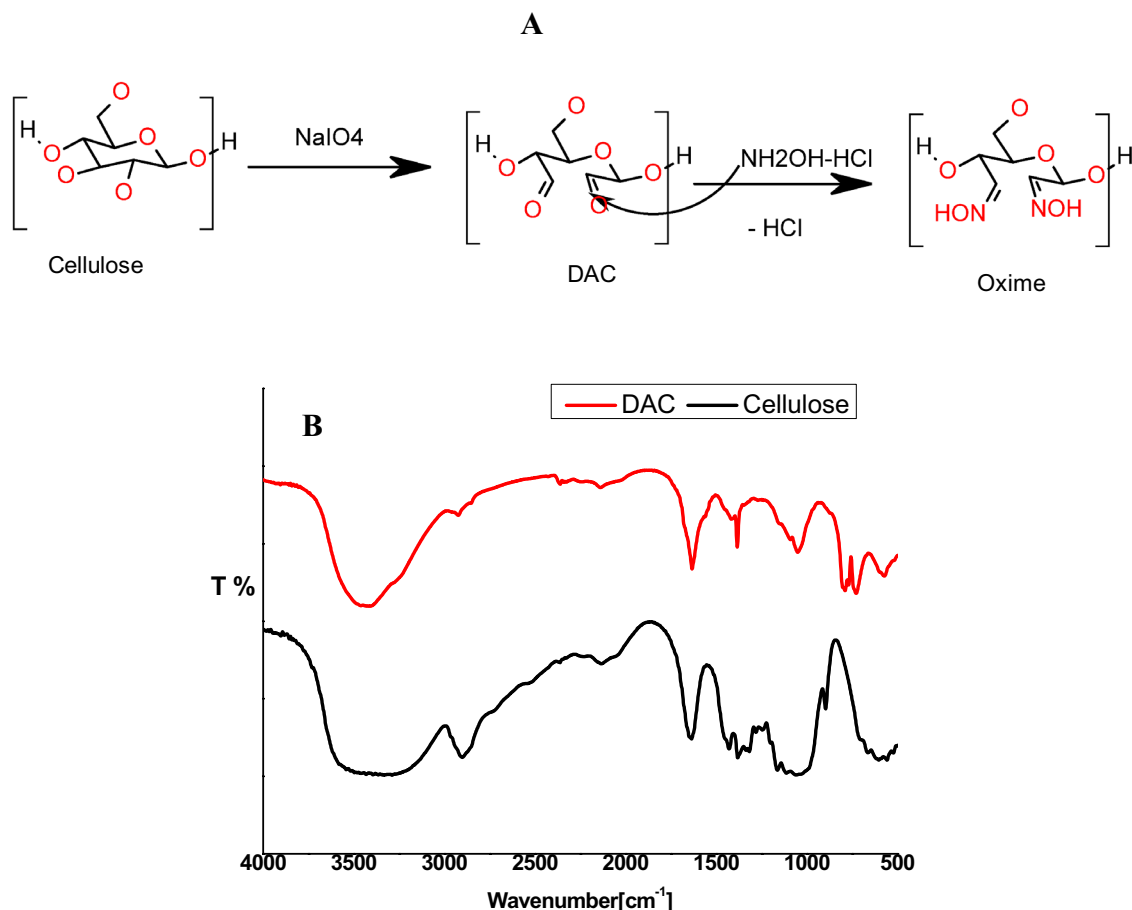 A
O
H
O
O
O
O
O
H
NaIO4
Cellulose
O
H
O
O
O
O
O
H
NH2OH-HCl
- HCl
DAC
O
H
O
O
O
H
HON
NOH
Oxime
B
DAC
Cellulose
T %
4000 3500 3000 2500 2000 1500 1000 500
Wavenumber[cm-1]